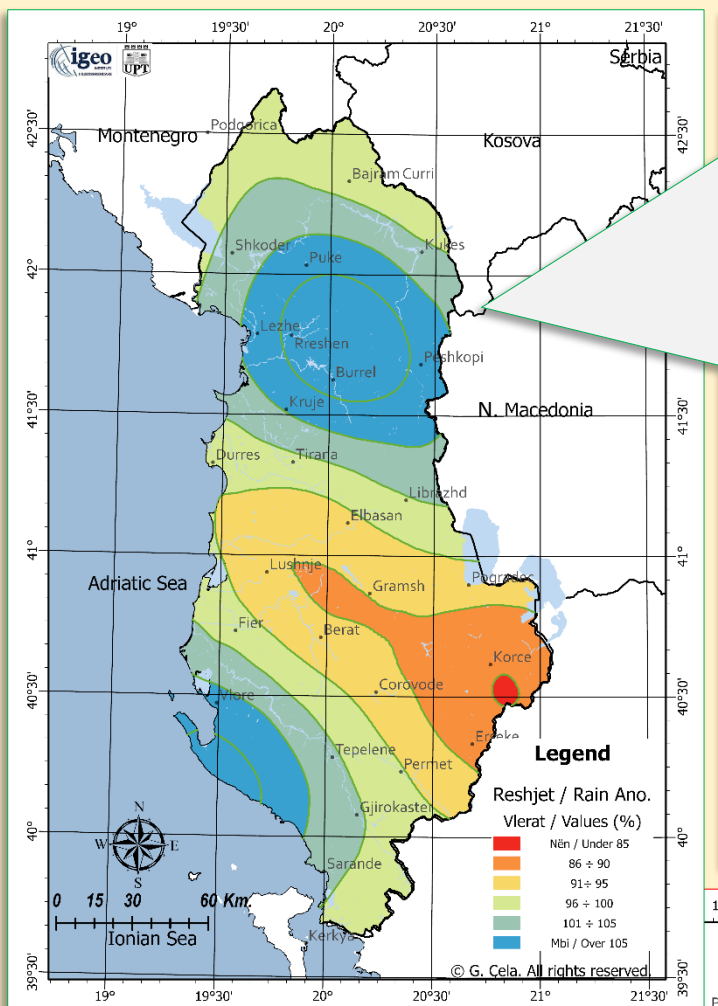 19°
19°30'
20°
20°30'
21°
21°30'
igeo
UPT
Serbia
42°30'
Podgorica
Montenegro
Kosova
42°30'
Bajram Curri
Shkoder
Kukes
42°
Puke
Lezhe
Rreshen
Peshkopi
Burrel
41°30'
Kruje
N. Macedonia
41°30'
Durres
Tirana
Librazhd
Elbasan
41°
41°
Lushnje
Pogradec
Adriatic Sea
Gramsh
Fier
Berat
Korce
40°30'
Vlore
Corovode
40°30'
Erseke
Tepelene
Permet
Legend
Reshjet / Rain Ano.
Vlerat / Values (%)
Gjirokaster
N
40°
W
E
40°
S
Nën / Under 85
86 ÷ 90
Sarande
91÷ 95
0 15 30 60 Km.
96 ÷ 100
101 ÷ 105
Ionian Sea
Kerkya
Mbi / Over 105
39°30'
© G. Çela. All rights reserved.
39°30'
19°
19°30'
20°
20°30'
21°
21°30'